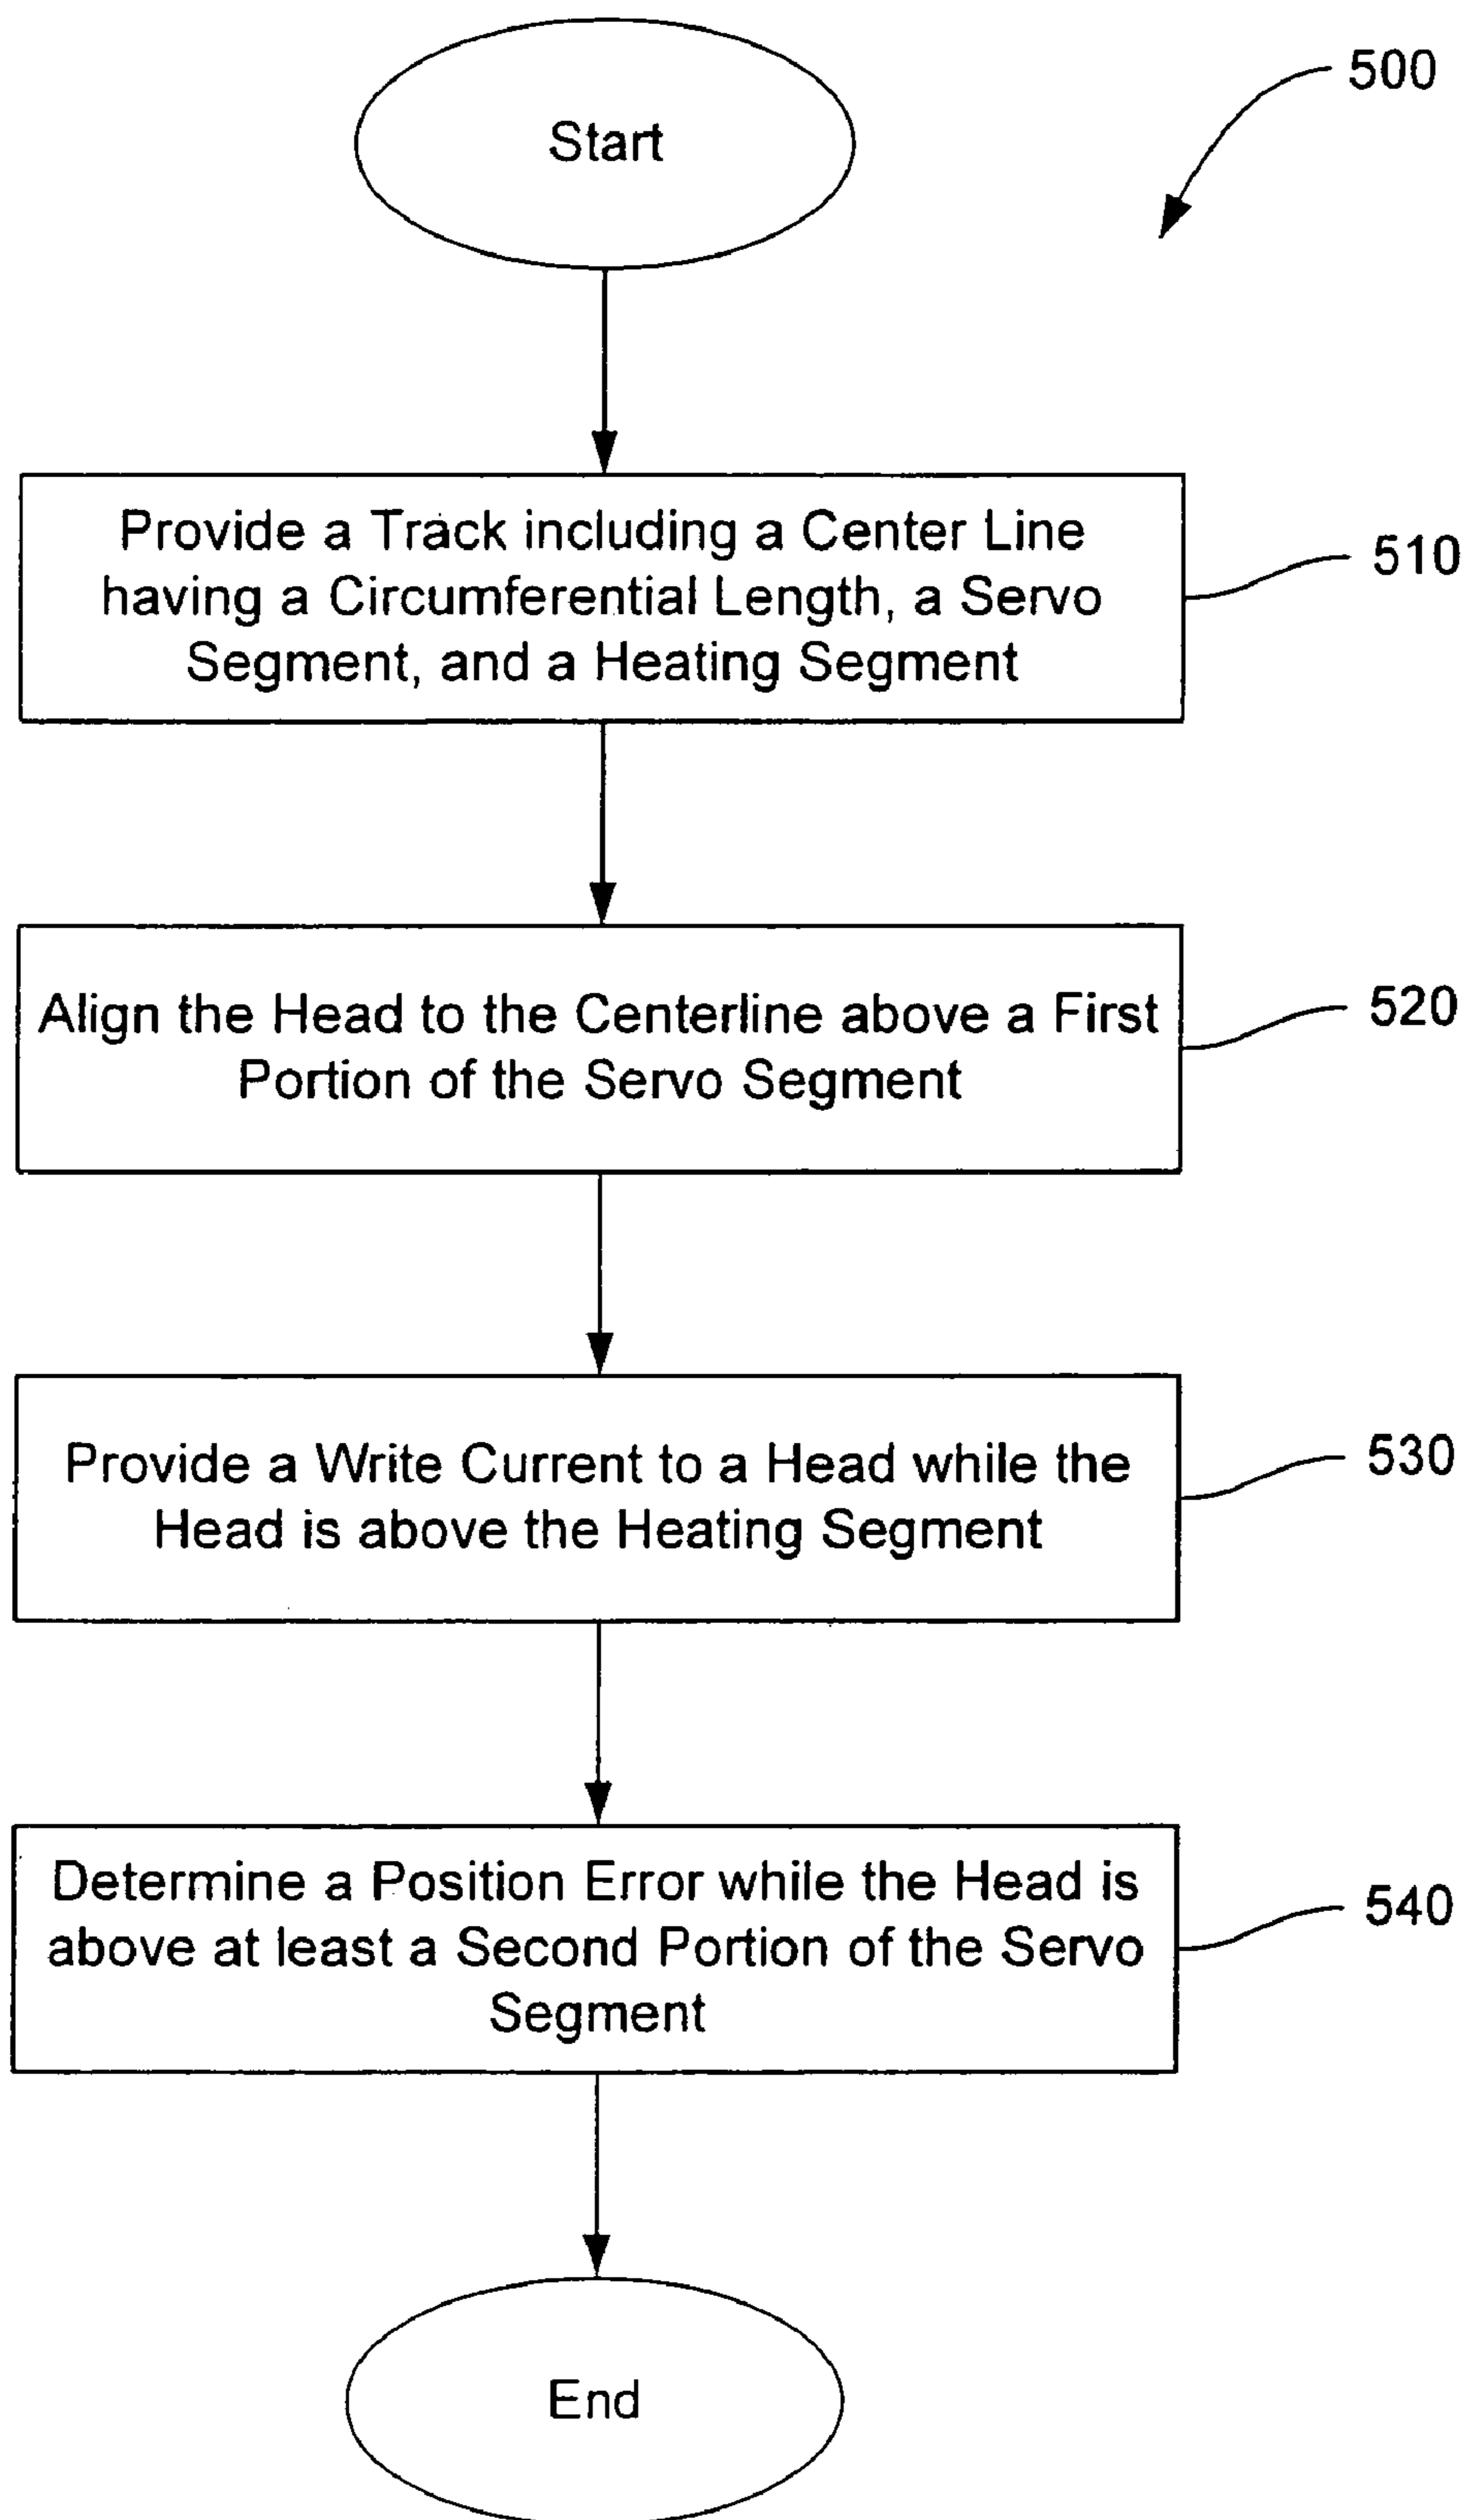 500
Start
Provide a Track including a Center Line
having a Circumferential Length, a Servo
Segment, and a Heating Segment
510
Align the Head to the Centerline above a First
Portion of the Servo Segment
520
Provide a Write Current to a Head while the
Head is above the Heating Segment
530
Determine a Position Error while the Head is
above at least a Second Portion of the Servo
Segment
540
End